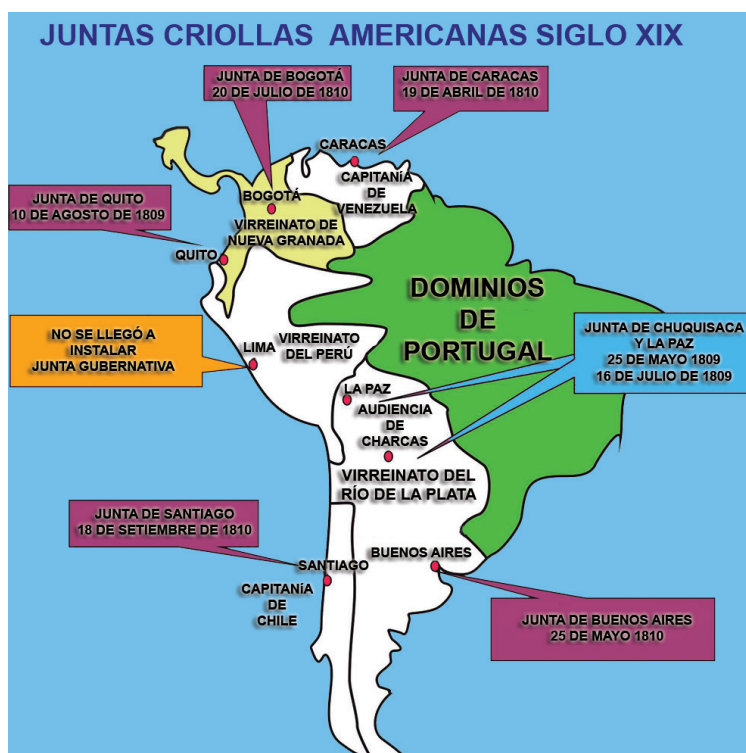 JUNTAS CRIOLLAS AMERICANAS SIGLO XIX
JUNTA DE BOGOTÁ
20 DE JULIO DE 1810
JUNTA DE CARACAS
19 DE ABRIL DE 1810
CARACAS
CAPITANíA
DE
VENEZUELA
JUNTA DE QUITO
10 DE AGOSTO DE 1809
BOGOTÁ
VIRREINATO DE
NUEVA GRANADA
QUITO
DOMINIOS
DE
PORTUGAL
NO SE LLEGÓ A
INSTALAR
JUNTA GUBERNATIVA
LIMA
VIRREINATO
DEL PERÚ
JUNTA DE CHUQUISACA
Y LA PAZ
25 DE MAYO 1809
16 DE JULIO DE 1809
LA PAZ
AUDIENCIA
DE
CHARCAS
VIRREINATO DEL
RÍO DE LA PLATA
JUNTA DE SANTIAGO
18 DE SETIEMBRE DE 1810
SANTIAGO
BUENOS AIRES
CAPITANíA
DE
CHILE
JUNTA DE BUENOS AIRES
25 DE MAYO 1810